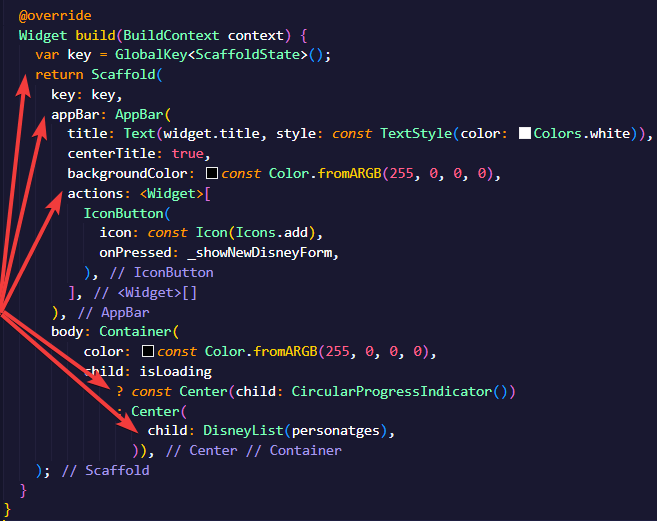 @override
Widget build(BuildContext context) {
var key = GlobalKey<ScaffoldState>();
return Scaffold(
key: key,
appBar: AppBar(
title: Text(widget.title, style: const TextStyle(color: Colors.white)),
centerTitle: true,
backgroundColor: const Color.fromARGB(255, 0, 0, 0),
actions: <Widget>[
IconButton(
icon: const Icon(Icons.add),
onPressed: _showNewDisneyForm,
), // IconButton
], // <Widget>[]
), // AppBar
body: Container(
color: const Color.fromARGB(255, 0, 0, 0),
child: isLoading
? const Center(child: CircularProgressIndicator())
: Center(
child: DisneyList(personatges),
)), // Center // Container
); // Scaffold
}
}